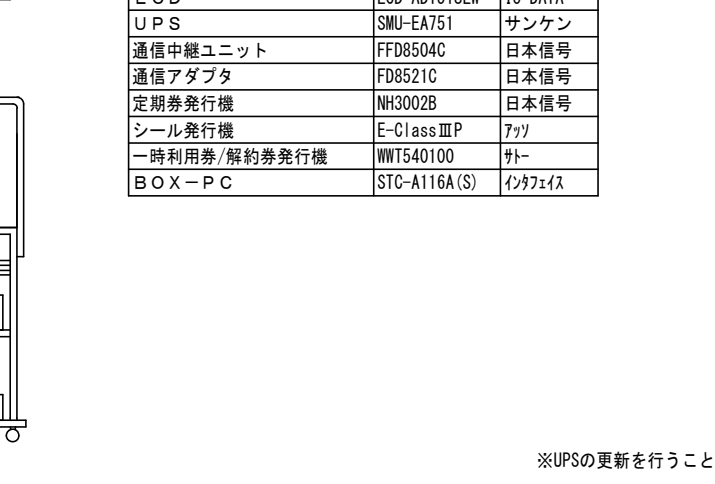 UPS SMU-EA751 サンケン
通信中継ユニット FFD8504C 日本信号
通信アダプタ FD8521C 日本信号
定期券発行機 NH3002B 日本信号
シール発行機 E-ClassⅢP ｱｯｿ
一時利用券/解約券発行機 WWT540100 ｻﾄｰ
BOX-PC STC-A116A(S) ｲﾝﾀﾌｪｲｽ
※UPSの更新を行うこと